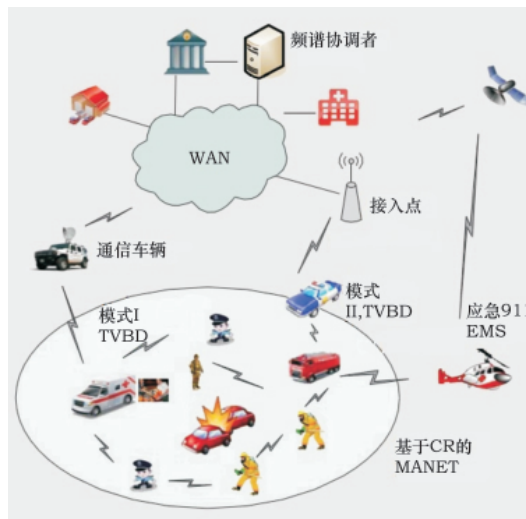 频谱协调者
WAN
接入点
通信车辆
模式I
TVBD
模式
II,TVBD
应急911
EMS
基于CR的
MANET